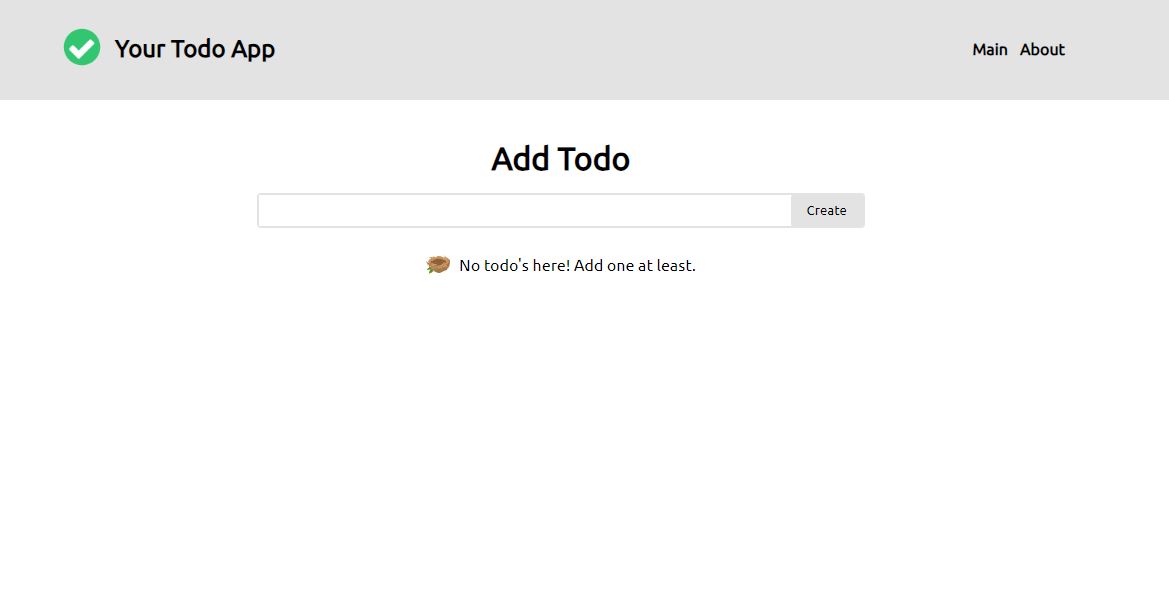 Your Todo App
Main About
Add Todo
Create
No todo's here! Add one at least.